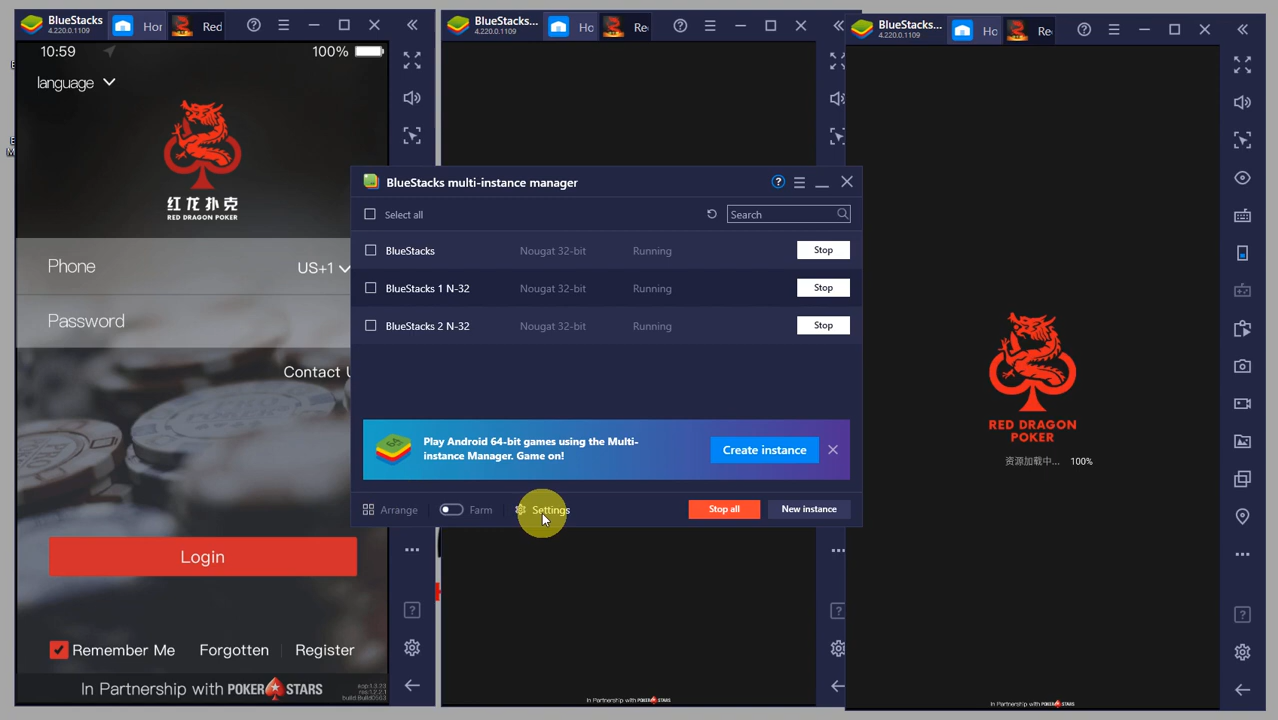 BlueStacks
4.220.0.1109
Hor
Red
10:59
100%
language
红龙扑克
RED DRAGON POKER
Phone
US+1
Password
Contact U
Login
Remember Me
Forgotten
Register
In Partnership with POKERSTARS
BlueStacks...
4.220.0.1109
Hc
Re
In Partnership with POKERSTARS
BlueStacks...
4.220.0.1109
Hc
Re
RED DRAGON
POKER
资源加载中... 100%
In Partnership with POKERSTARS
BlueStacks multi-instance manager
Select all
Search
BlueStacks Nougat 32-bit Running Stop
BlueStacks 1 N-32 Nougat 32-bit Running Stop
BlueStacks 2 N-32 Nougat 32-bit Running Stop
64
Play Android 64-bit games using the Multi-
instance Manager. Game on!
Create instance
Arrange
Farm
Settings
Stop all
New instance